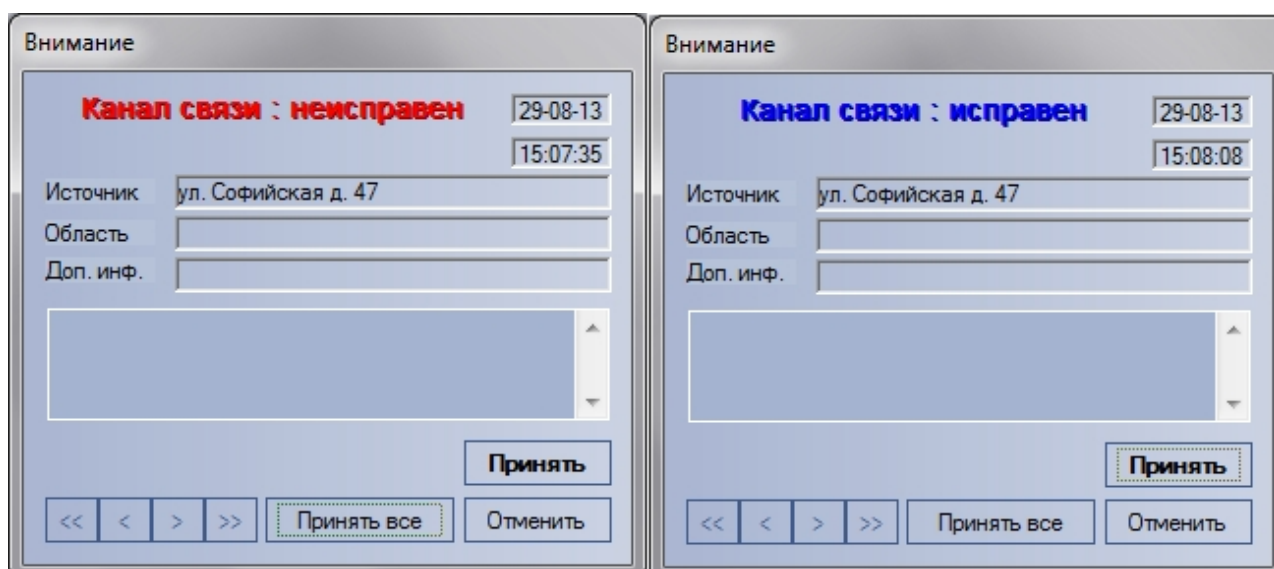 Внимание
Канал связи : неисправен
29-08-13
15:07:35
Источник
ул. Софийская д. 47
Область
Доп. инф.
Принять
<< < > >> Принять все Отменить
Внимание
Канал связи : исправен
29-08-13
15:08:08
Источник
ул. Софийская д. 47
Область
Доп. инф.
Принять
<< < > >> Принять все Отменить